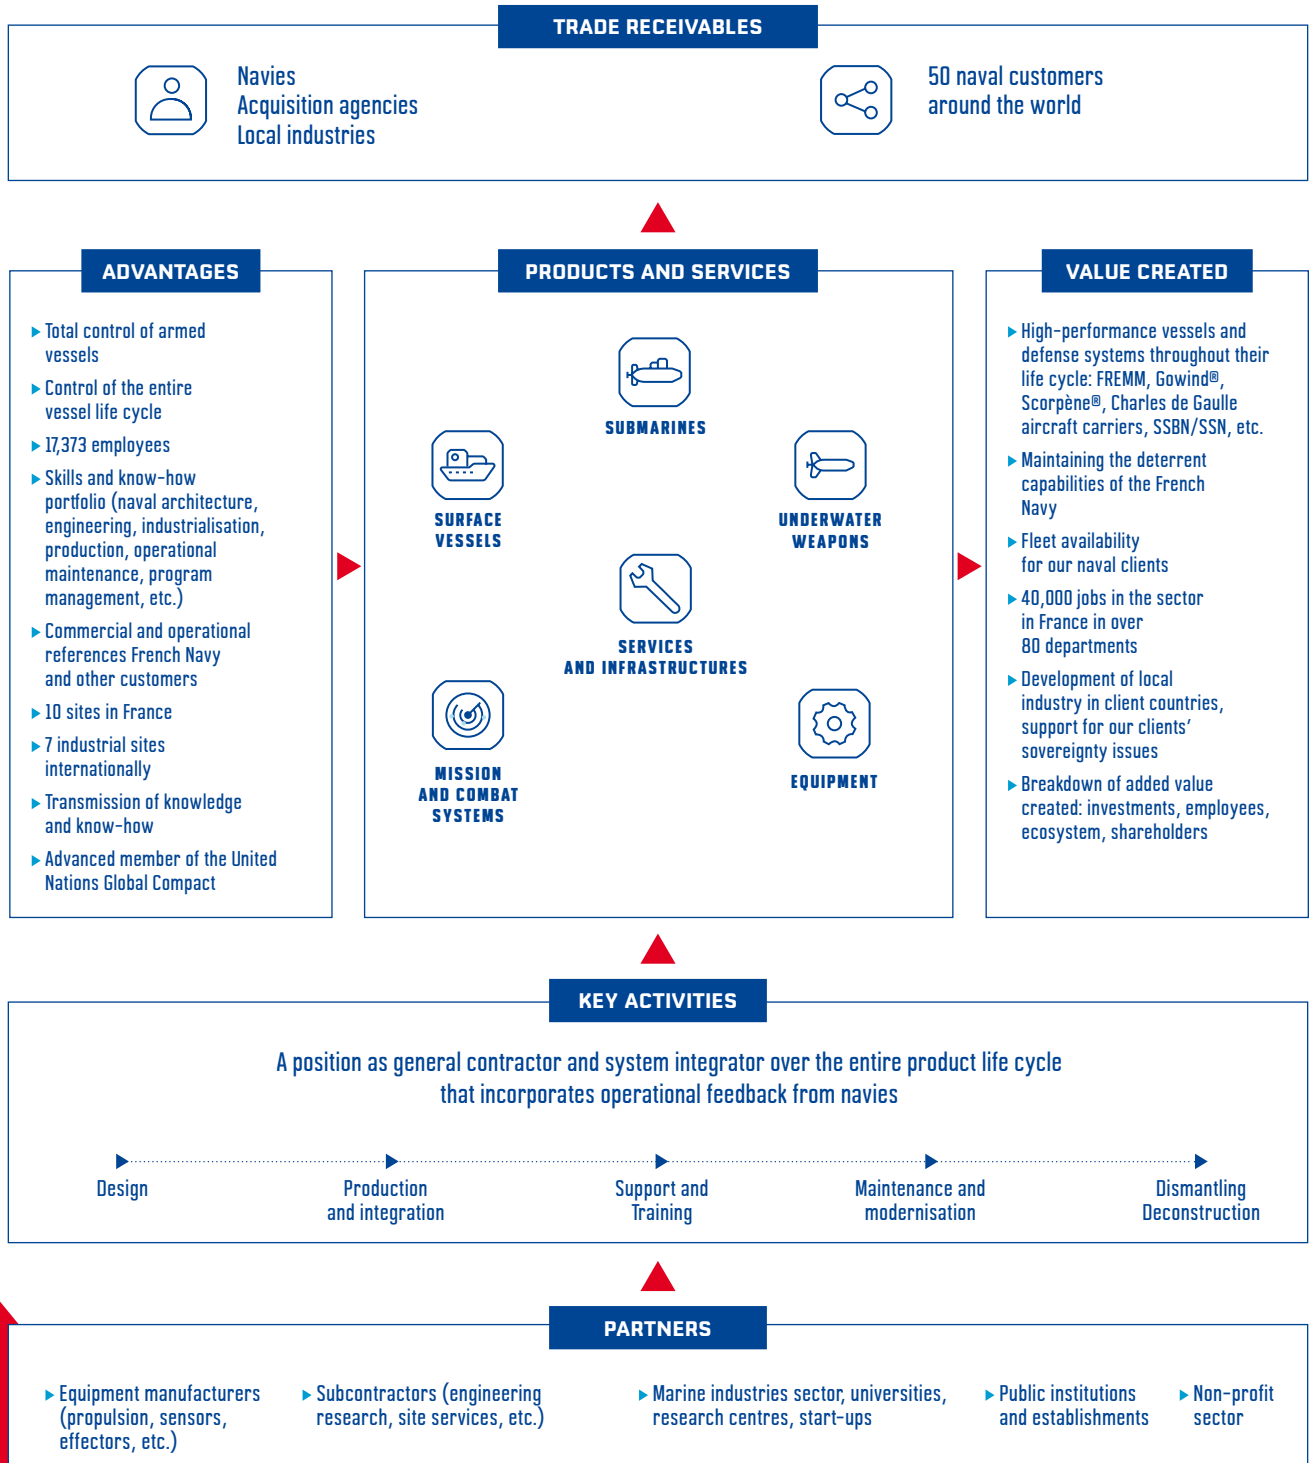 TRADE RECEIVABLES
Navies
Acquisition agencies
Local industries
50 naval customers
around the world
ADVANTAGES
Total control of armed
vessels
Control of the entire
vessel life cycle
17,373 employees
Skills and know-how
portfolio (naval architecture,
engineering, industrialisation,
production, operational
maintenance, program
management, etc.)
Commercial and operational
references French Navy
and other customers
10 sites in France
7 industrial sites
internationally
Transmission of knowledge
and know-how
Advanced member of the United
Nations Global Compact
PRODUCTS AND SERVICES
SUBMARINES
SURFACE
VESSELS
UNDERWATER
WEAPONS
SERVICES
AND INFRASTRUCTURES
MISSION
AND COMBAT
SYSTEMS
EQUIPMENT
VALUE CREATED
High-performance vessels and
defense systems throughout their
life cycle: FREMM, Gowind®,
Scorpène®, Charles de Gaulle
aircraft carriers, SSBN/SSN, etc.
Maintaining the deterrent
capabilities of the French
Navy
Fleet availability
for our naval clients
40,000 jobs in the sector
in France in over
80 departments
Development of local
industry in client countries,
support for our clients’
sovereignty issues
Breakdown of added value
created: investments, employees,
ecosystem, shareholders
KEY ACTIVITIES
A position as general contractor and system integrator over the entire product life cycle
that incorporates operational feedback from navies
Design
Production
and integration
Support and
Training
Maintenance and
modernisation
Dismantling
Deconstruction
PARTNERS
Equipment manufacturers
(propulsion, sensors,
effectors, etc.)
Subcontractors (engineering
research, site services, etc.)
Marine industries sector, universities,
research centres, start-ups
Public institutions
and establishments
Non-profit
sector